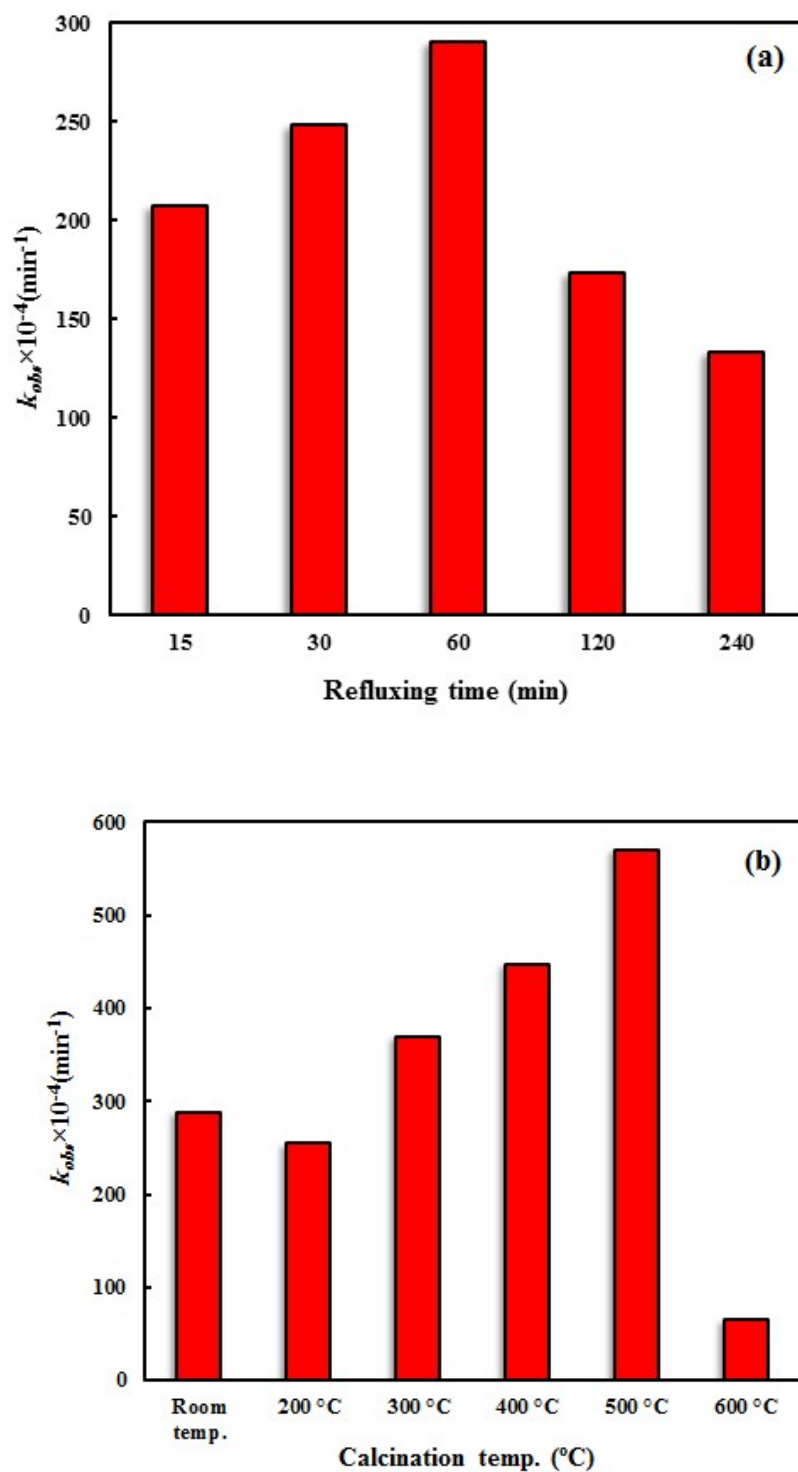 (a)
300
250
200
150
100
50
0
k_obs×10⁻⁴(min⁻¹)
15 30 60 120 240
Refluxing time (min)
(b)
600
500
400
300
200
100
0
k_obs×10⁻⁴(min⁻¹)
Room temp. 200 °C 300 °C 400 °C 500 °C 600 °C
Calcination temp. (ºC)